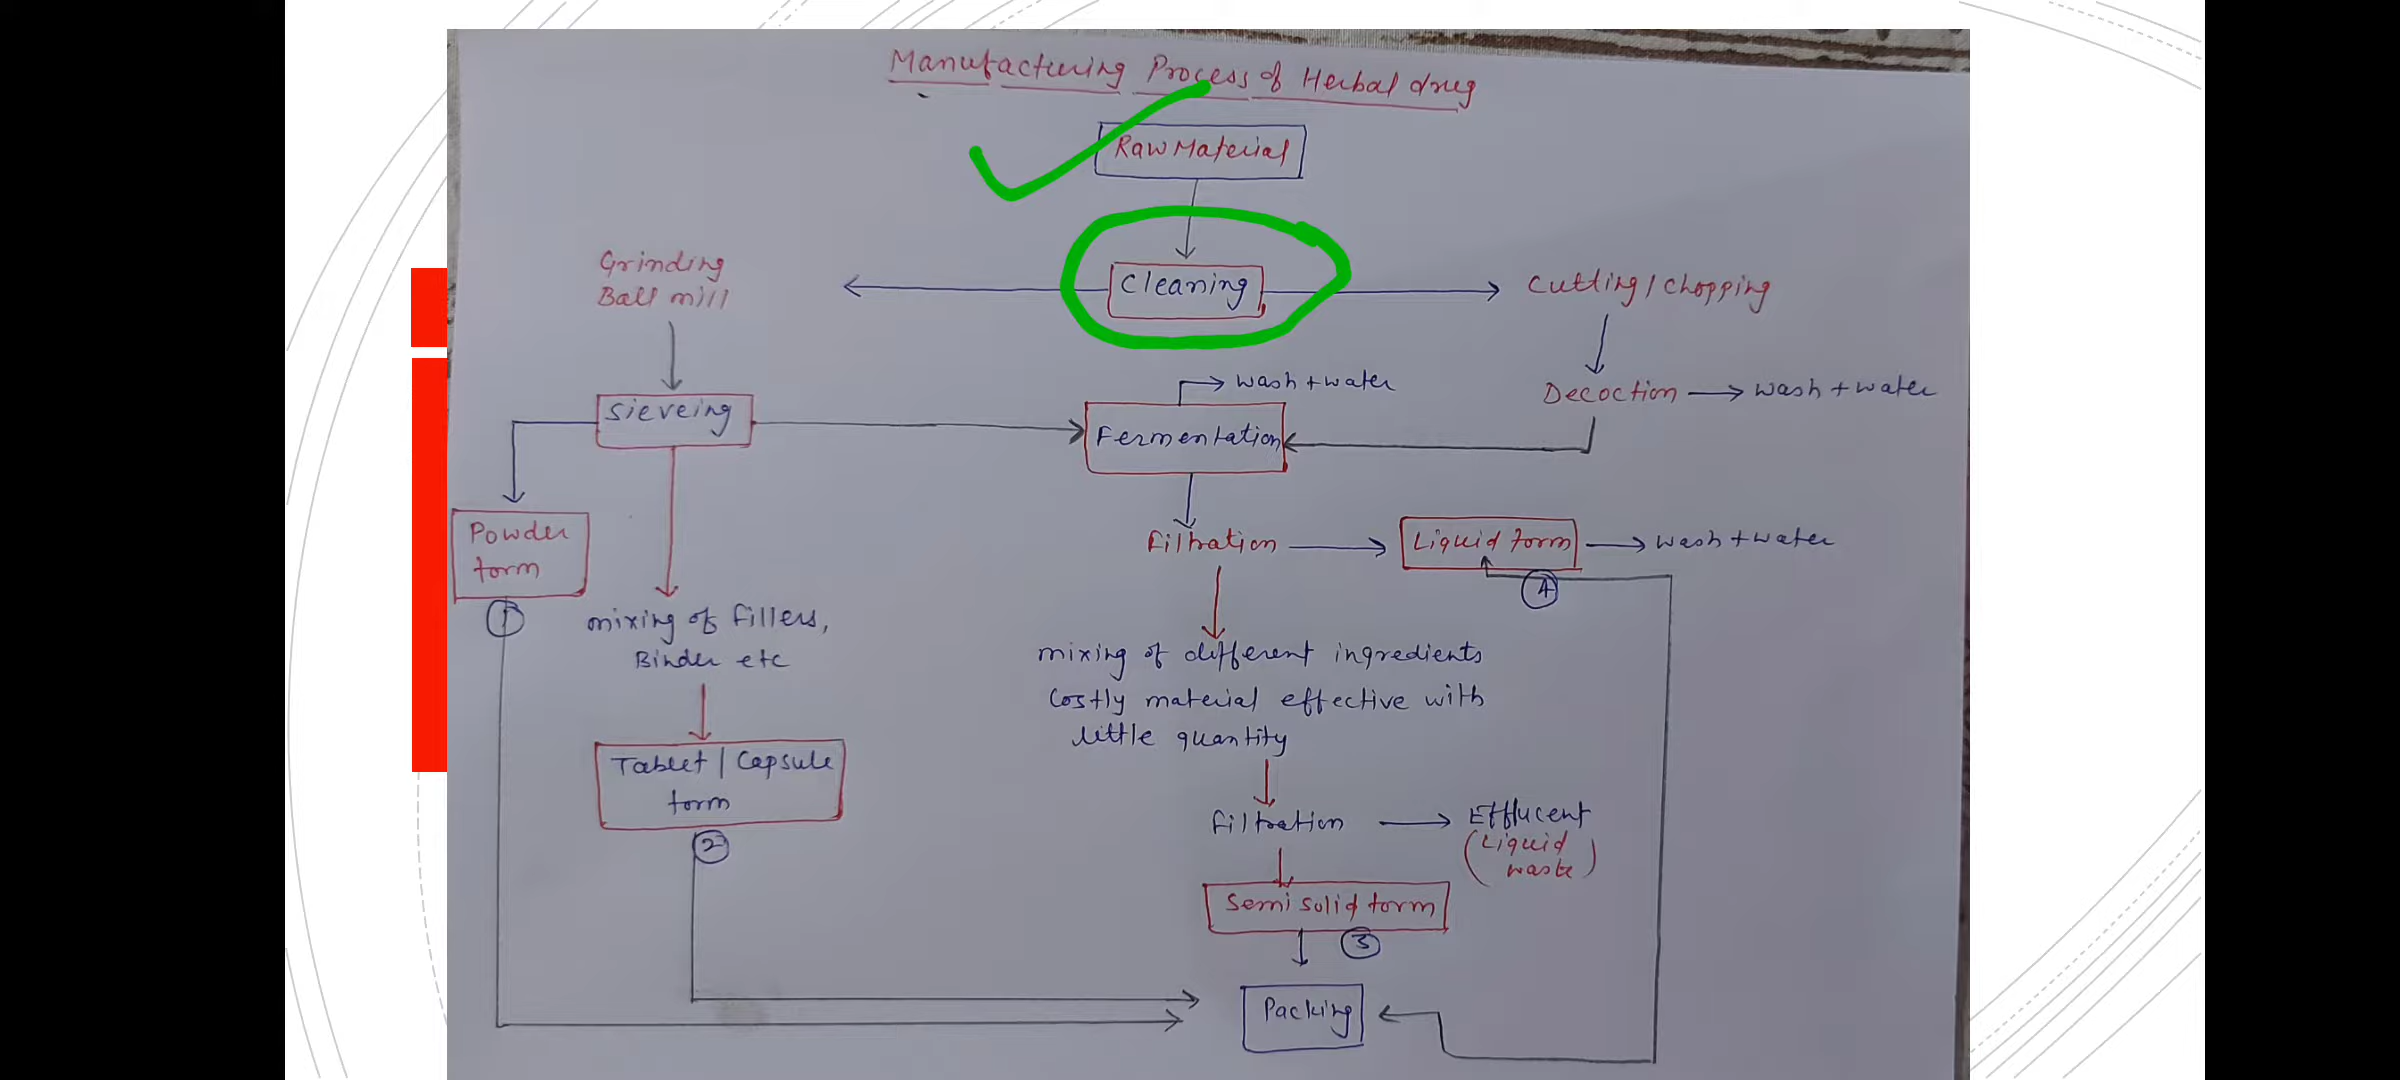 Manufacturing Process of Herbal drug
Raw Material
Cleaning
Grinding
Ball mill
Cutting / Chopping
wash + water
Decoction
wash + water
Sieveing
Fermentation
Powder
form
1
Filtration
Liquid form
wash + water
4
mixing of fillers,
Binder etc
mixing of different ingredients
Costly material effective with
little quantity
Tablet / Capsule
form
2
Filtration
Efflucent
(Liquid
waste)
Semi solid form
3
Packing